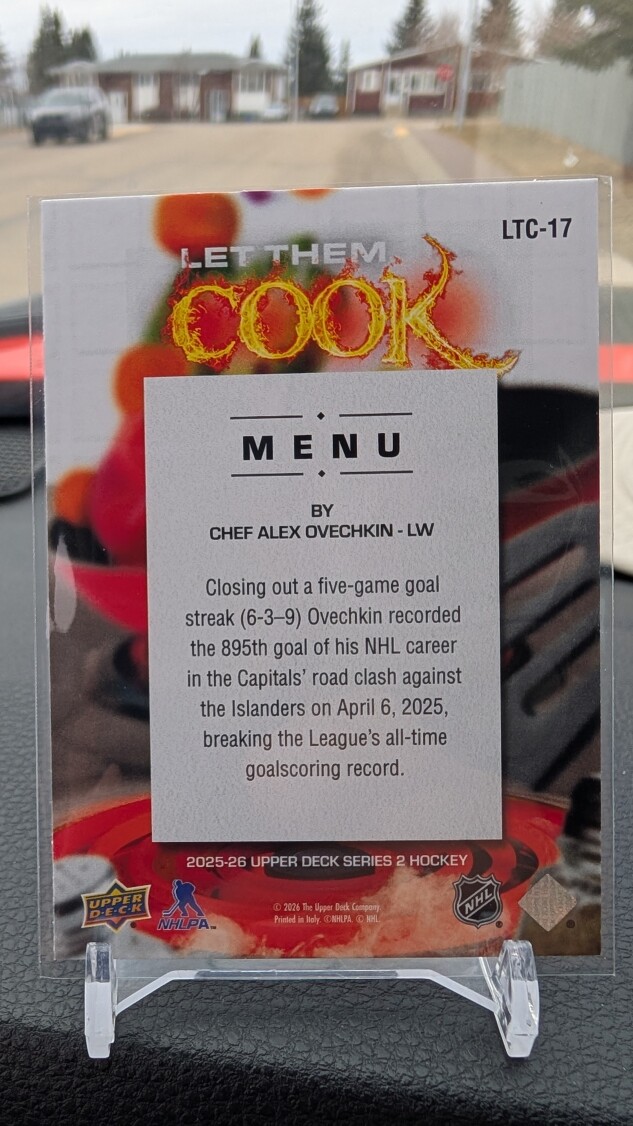 LTC-17
LET THEM
COOK
MENU
BY
CHEF ALEX OVECHKIN - LW
Closing out a five-game goal
streak (6-3–9) Ovechkin recorded
the 895th goal of his NHL career
in the Capitals' road clash against
the Islanders on April 6, 2025,
breaking the League's all-time
goalscoring record.
2025-26 UPPER DECK SERIES 2 HOCKEY
UPPER
D·E·C·K
NHLPA
© 2026 The Upper Deck Company.
Printed in Italy. ©NHLPA. © NHL.
NHL